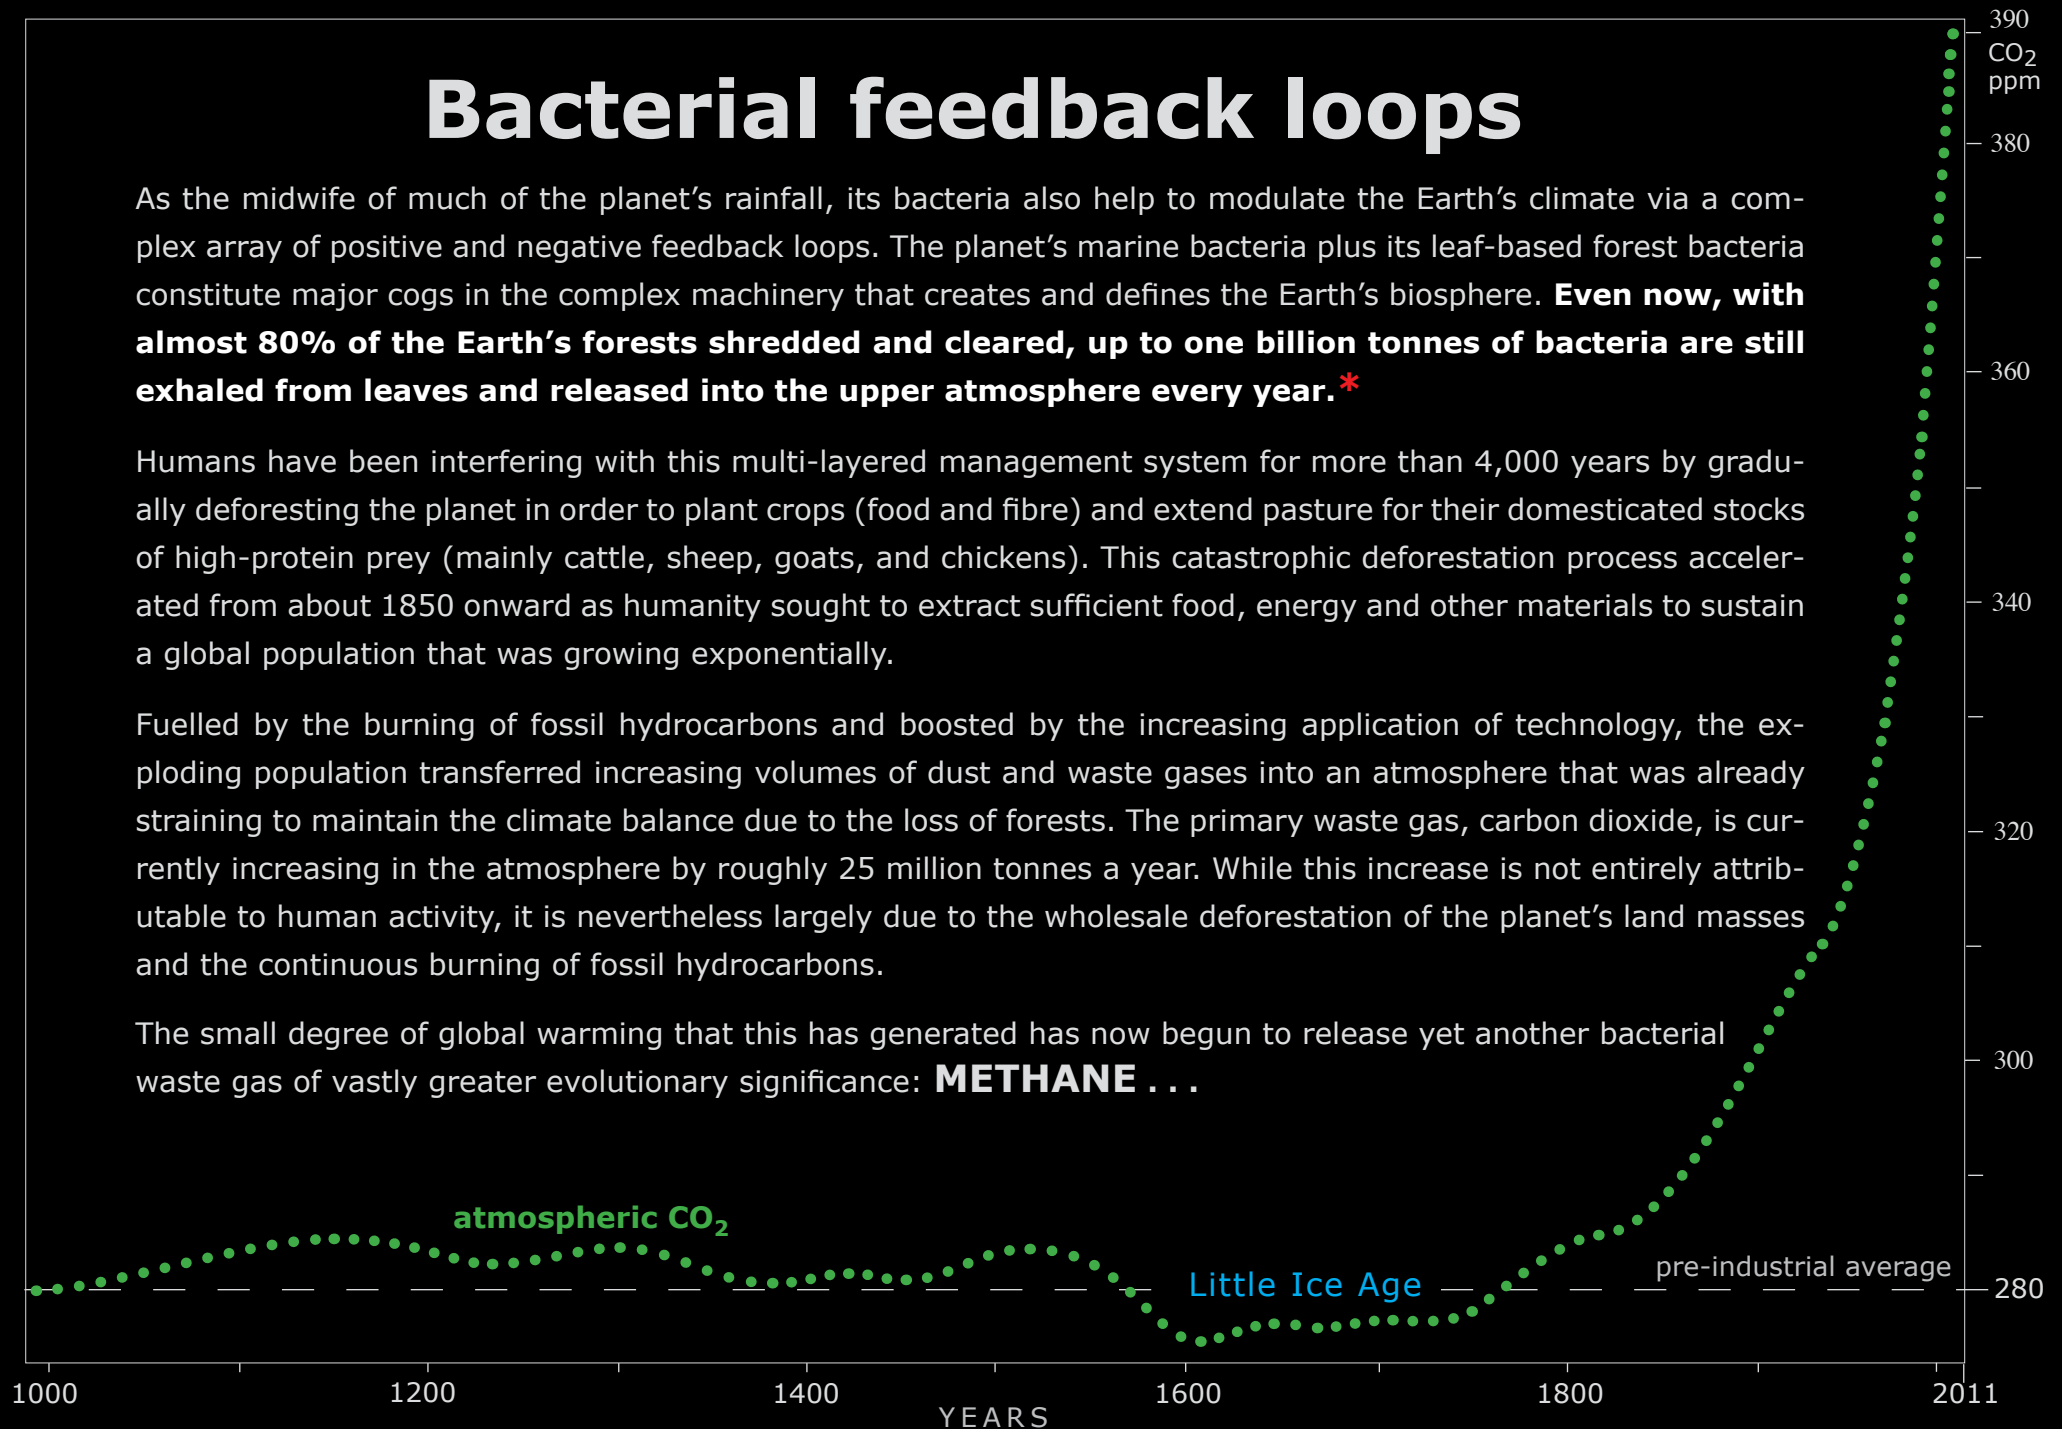 390
CO2
ppm
Bacterial feedback loops
380
As the midwife of much of the planet’s rainfall, its bacteria also help to modulate the Earth’s climate via a com-
plex array of positive and negative feedback loops. The planet’s marine bacteria plus its leaf-based forest bacteria
constitute major cogs in the complex machinery that creates and defines the Earth’s biosphere. Even now, with
almost 80% of the Earth’s forests shredded and cleared, up to one billion tonnes of bacteria are still
exhaled from leaves and released into the upper atmosphere every year.*
360
Humans have been interfering with this multi-layered management system for more than 4,000 years by gradu-
ally deforesting the planet in order to plant crops (food and fibre) and extend pasture for their domesticated stocks
of high-protein prey (mainly cattle, sheep, goats, and chickens). This catastrophic deforestation process acceler-
ated from about 1850 onward as humanity sought to extract sufficient food, energy and other materials to sustain
a global population that was growing exponentially.
340
Fuelled by the burning of fossil hydrocarbons and boosted by the increasing application of technology, the ex-
ploding population transferred increasing volumes of dust and waste gases into an atmosphere that was already
straining to maintain the climate balance due to the loss of forests. The primary waste gas, carbon dioxide, is cur-
rently increasing in the atmosphere by roughly 25 million tonnes a year. While this increase is not entirely attrib-
utable to human activity, it is nevertheless largely due to the wholesale deforestation of the planet’s land masses
and the continuous burning of fossil hydrocarbons.
320
The small degree of global warming that this has generated has now begun to release yet another bacterial
waste gas of vastly greater evolutionary significance: METHANE . . .
300
atmospheric CO2
pre-industrial average
Little Ice Age
280
1000 1200 1400 1600 1800 2011
YEARS